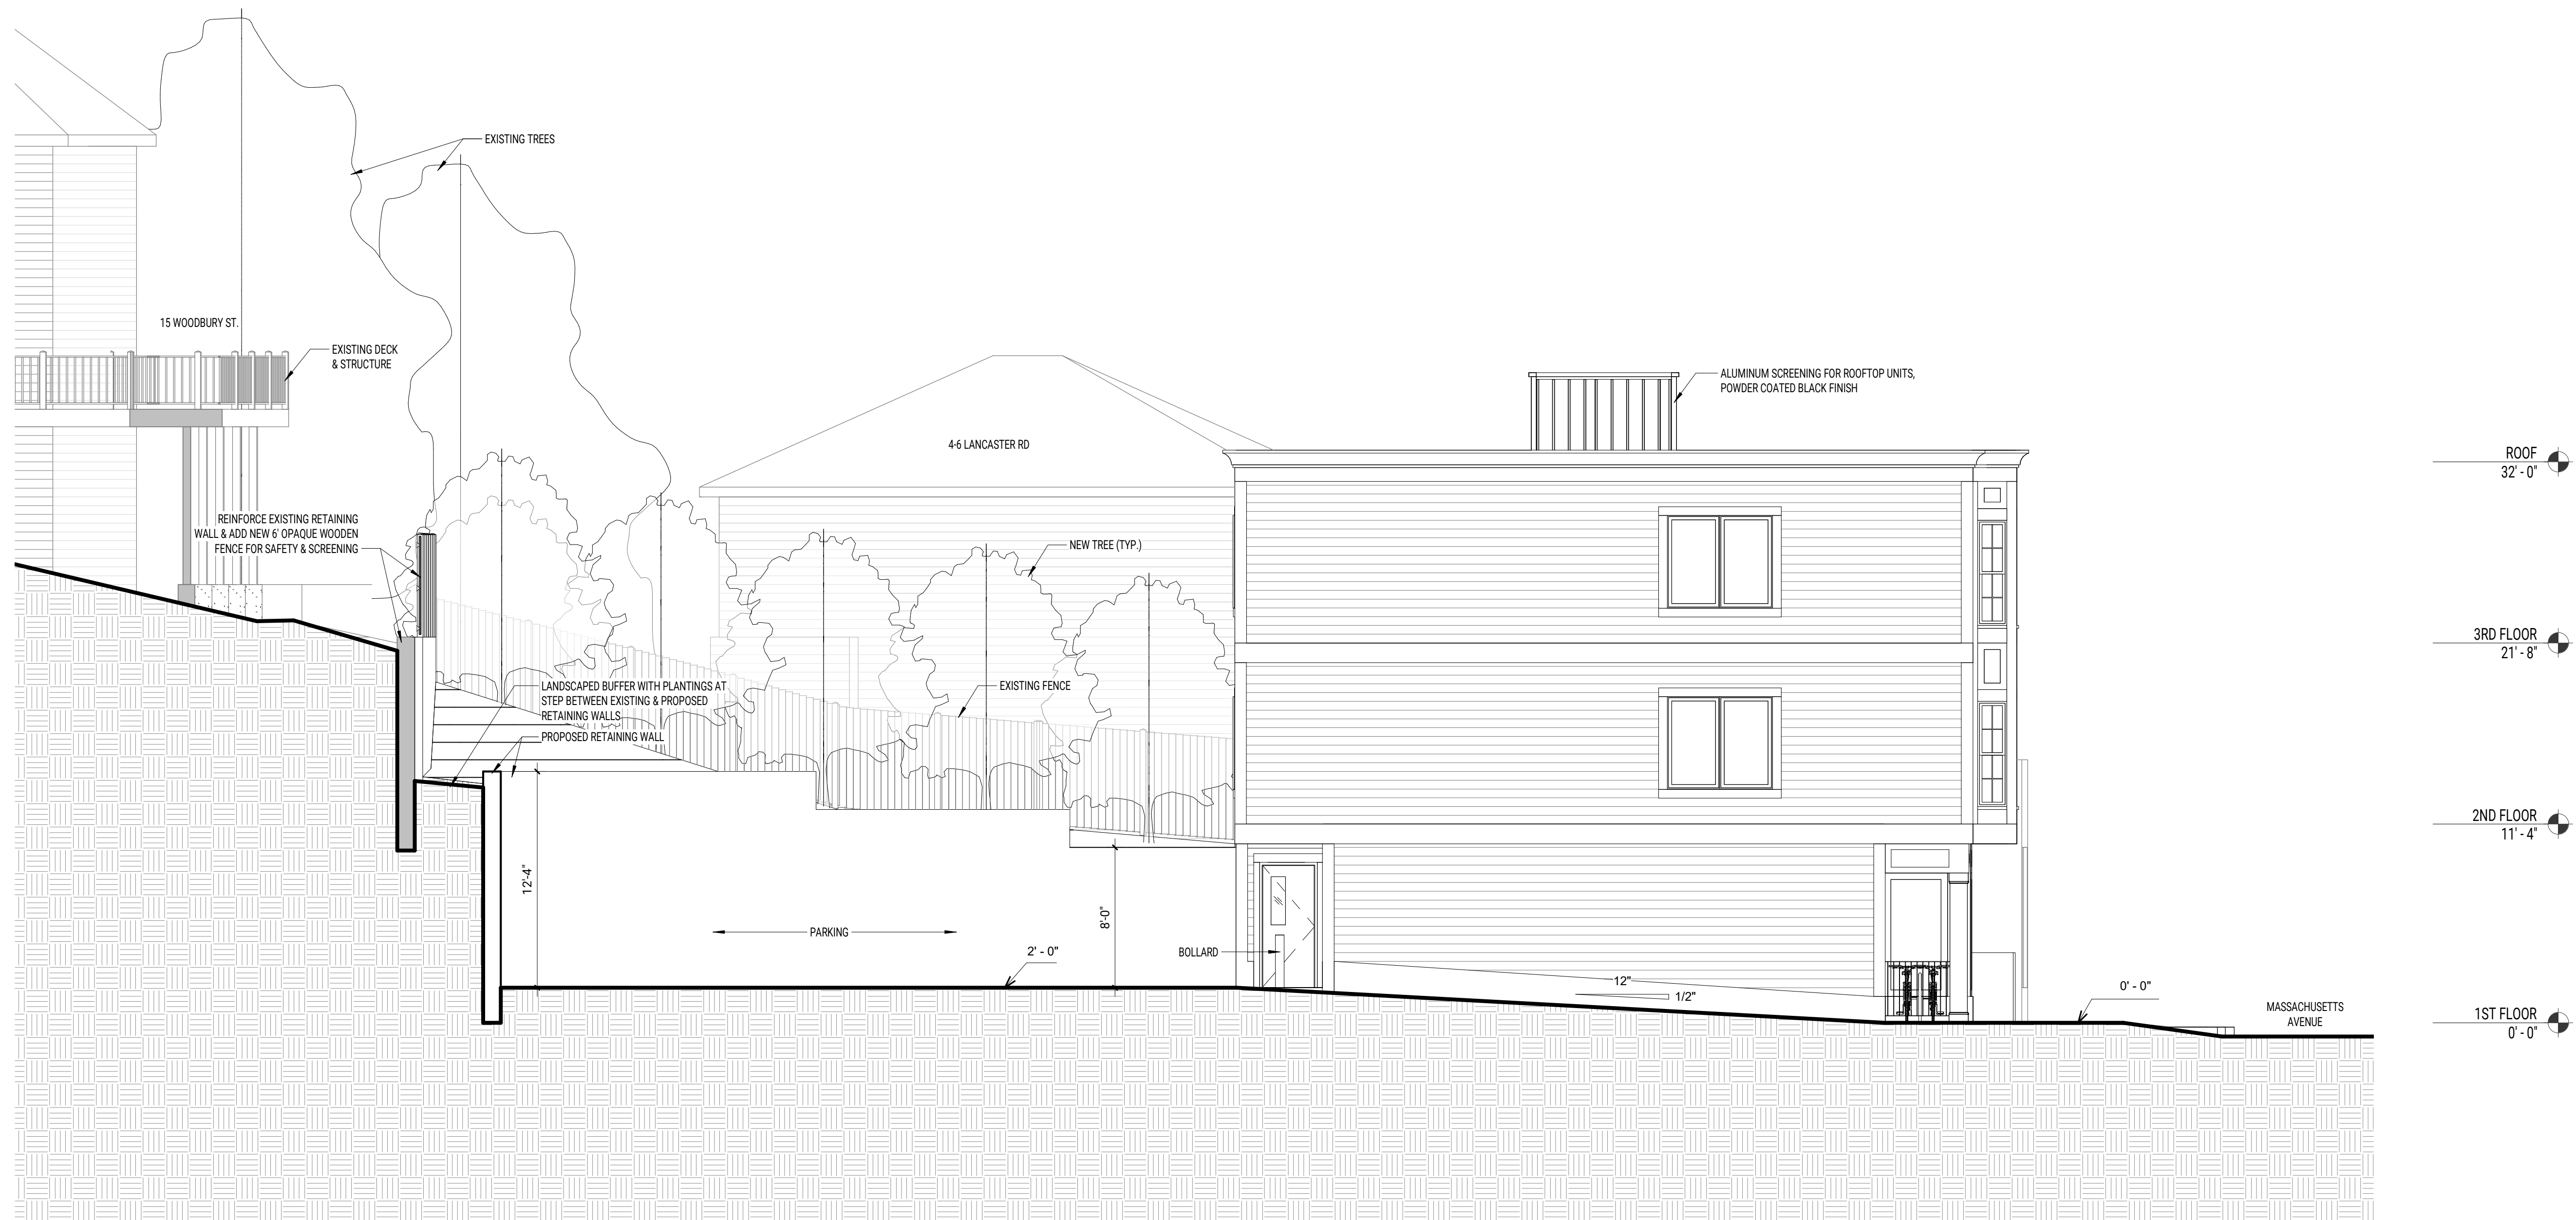 EXISTING TREES
15 WOODBURY ST.
EXISTING DECK
& STRUCTURE
ALUMINUM SCREENING FOR ROOFTOP UNITS,
POWDER COATED BLACK FINISH
4-6 LANCASTER RD
ROOF
32' - 0"
REINFORCE EXISTING RETAINING
WALL & ADD NEW 6' OPAQUE WOODEN
FENCE FOR SAFETY & SCREENING
NEW TREE (TYP.)
3RD FLOOR
21' - 8"
LANDSCAPED BUFFER WITH PLANTINGS AT
STEP BETWEEN EXISTING & PROPOSED
RETAINING WALLS
PROPOSED RETAINING WALL
EXISTING FENCE
2ND FLOOR
11' - 4"
12'-4"
8'-0"
PARKING
2' - 0"
BOLLARD
12"
1/2"
0' - 0"
MASSACHUSETTS
AVENUE
1ST FLOOR
0' - 0"